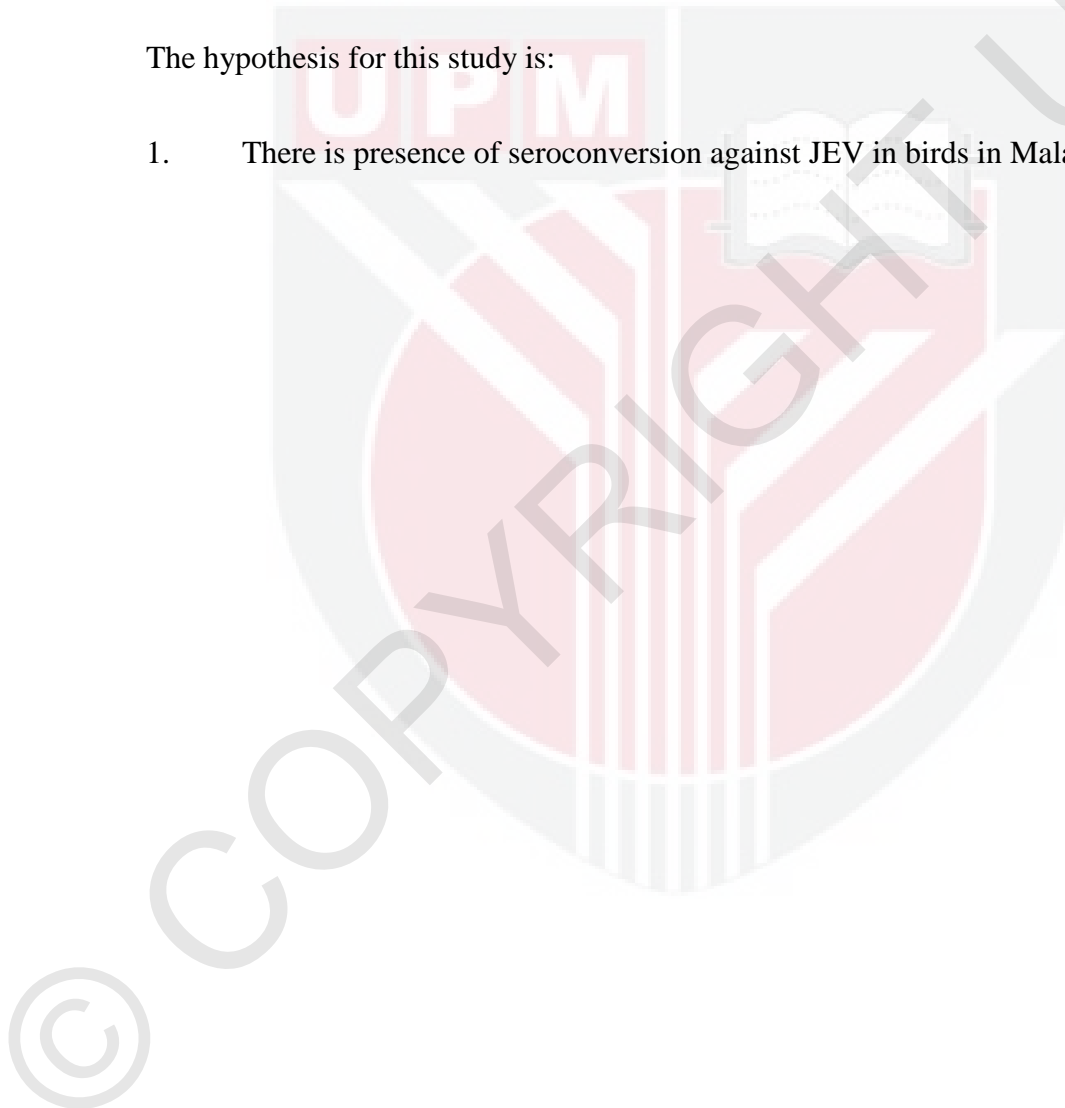 The hypothesis for this study is:
UPM
1. There is presence of seroconversion against JEV in birds in
© COPYRIGHT U